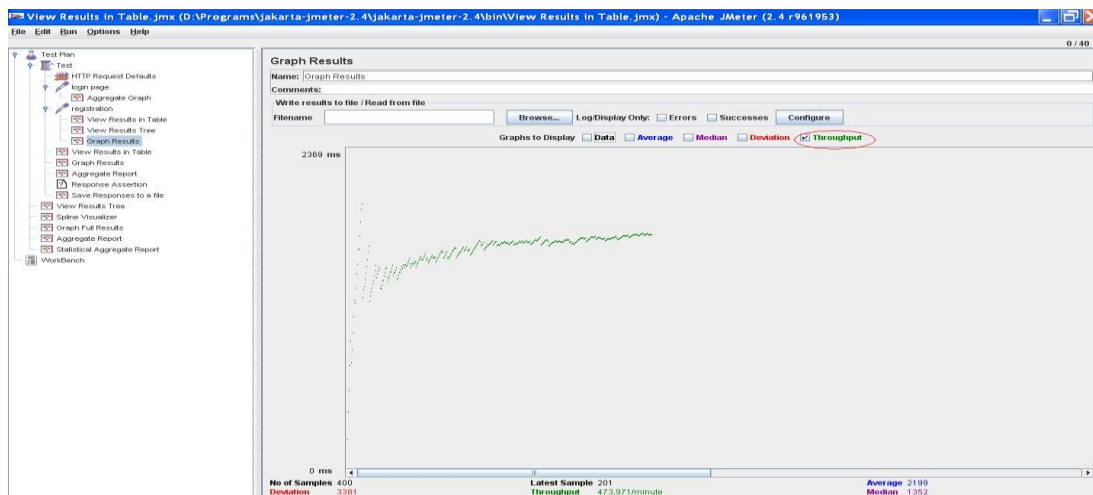 View Results in Table.jmx (D:\Programs\jakarta-jmeter-2.4\jakarta-jmeter-2.4\bin\View Results in Table.jmx) - Apache JMeter (2.4 r961953)
File Edit Run Options Help
0 / 40
Test Plan
Test
HTTP Request Defaults
login page
Aggregate Graph
registration
View Results in Table
View Results Tree
Graph Results
View Results in Table
Graph Results
Aggregate Report
Response Assertion
Save Responses to a file
View Results Tree
Spline Visualizer
Graph Full Results
Aggregate Report
Statistical Aggregate Report
WorkBench
Graph Results
Name: Graph Results
Comments:
Write results to file / Read from file
Filename Browse... Log/Display Only: Errors Successes Configure
Graphs to Display Data Average Median Deviation Throughput
2369 ms
0 ms
No of Samples 400 Latest Sample 201 Average 2199
Deviation 3381 Throughput 473,971/minute Median 1352